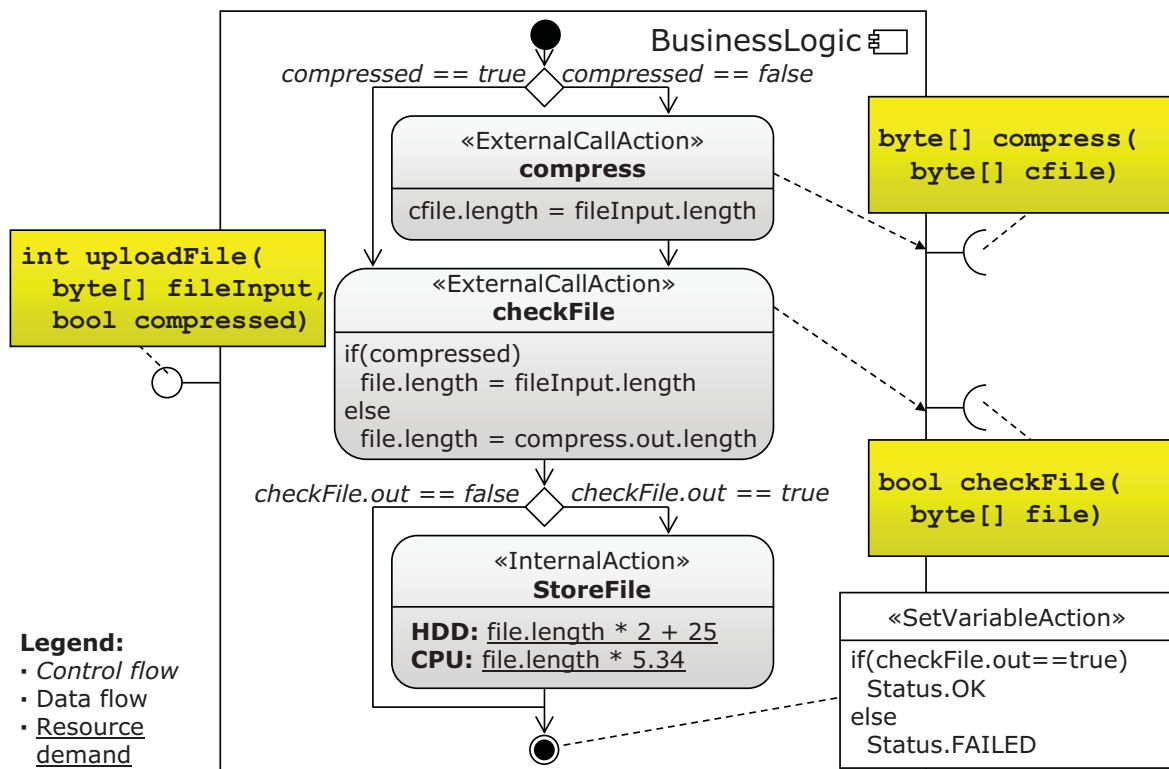 BusinessLogic
compressed == true
compressed == false
«ExternalCallAction»
compress
cfile.length = fileInput.length
byte[] compress(
byte[] cfile)
int uploadFile(
byte[] fileInput,
bool compressed)
«ExternalCallAction»
checkFile
if(compressed)
file.length = fileInput.length
else
file.length = compress.out.length
bool checkFile(
byte[] file)
checkFile.out == false
checkFile.out == true
«InternalAction»
StoreFile
HDD: file.length * 2 + 25
CPU: file.length * 5.34
«SetVariableAction»
if(checkFile.out==true)
Status.OK
else
Status.FAILED
Legend:
▪ Control flow
▪ Data flow
▪ Resource
demand